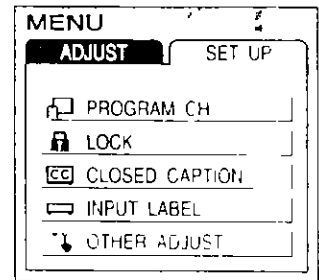 MENU
ADJUST SET UP
PROGRAM CH
LOCK
CC CLOSED CAPTION
INPUT LABEL
OTHER ADJUST